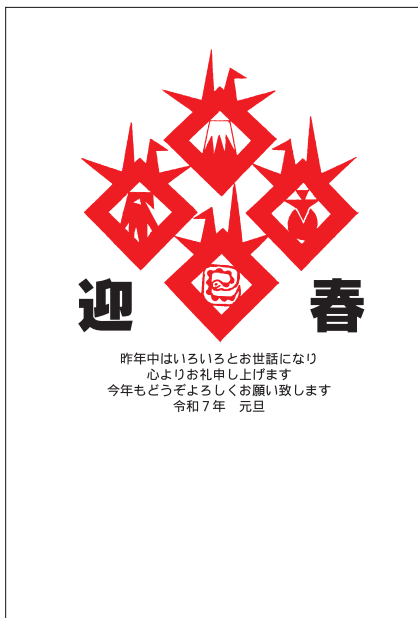 迎 春
昨年中はいろいろとお世話になり
心よりお礼申し上げます
今年もどうぞよろしくお願い致します
令和７年　元旦